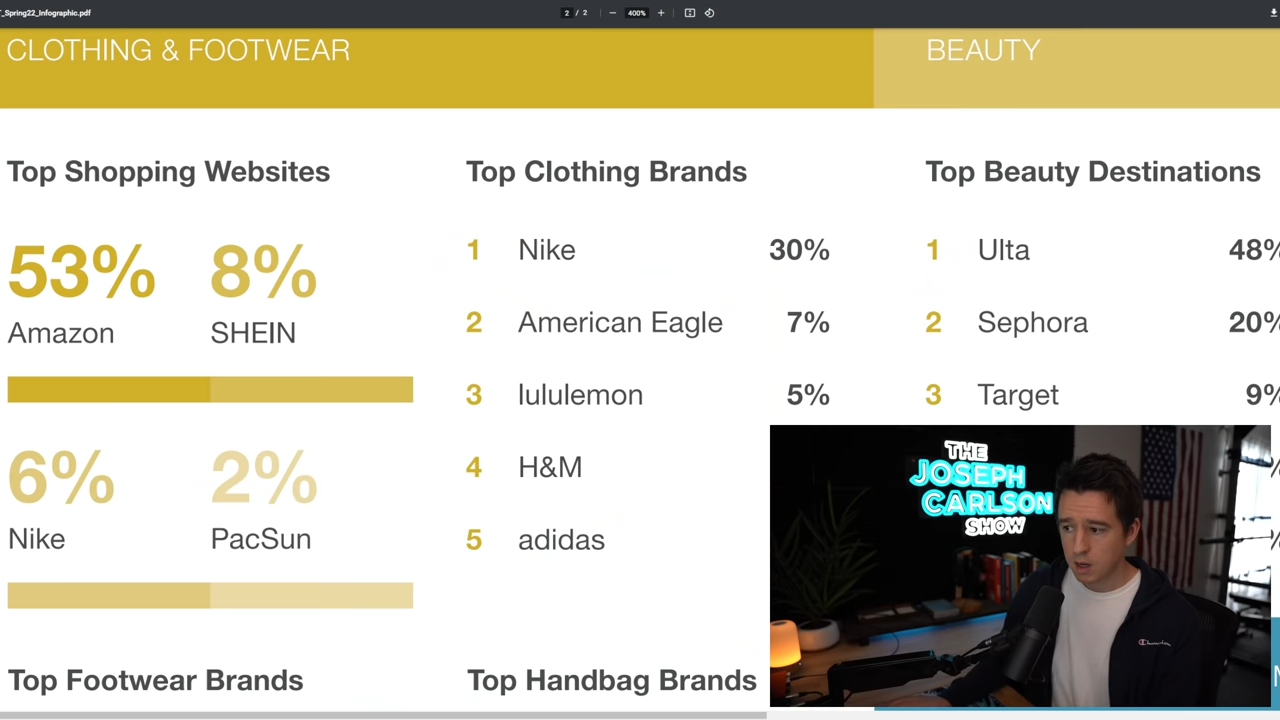 _Spring22_Infographic.pdf
2 / 2
400%
CLOTHING & FOOTWEAR
BEAUTY
Top Shopping Websites
53%
8%
Amazon
SHEIN
6%
2%
Nike
PacSun
Top Clothing Brands
1 Nike 30%
2 American Eagle 7%
3 lululemon 5%
4 H&M
5 adidas
Top Beauty Destinations
1 Ulta 48%
2 Sephora 20%
3 Target 9%
Top Footwear Brands
Top Handbag Brands
THE
JOSEPH
CARLSON
SHOW
Champion